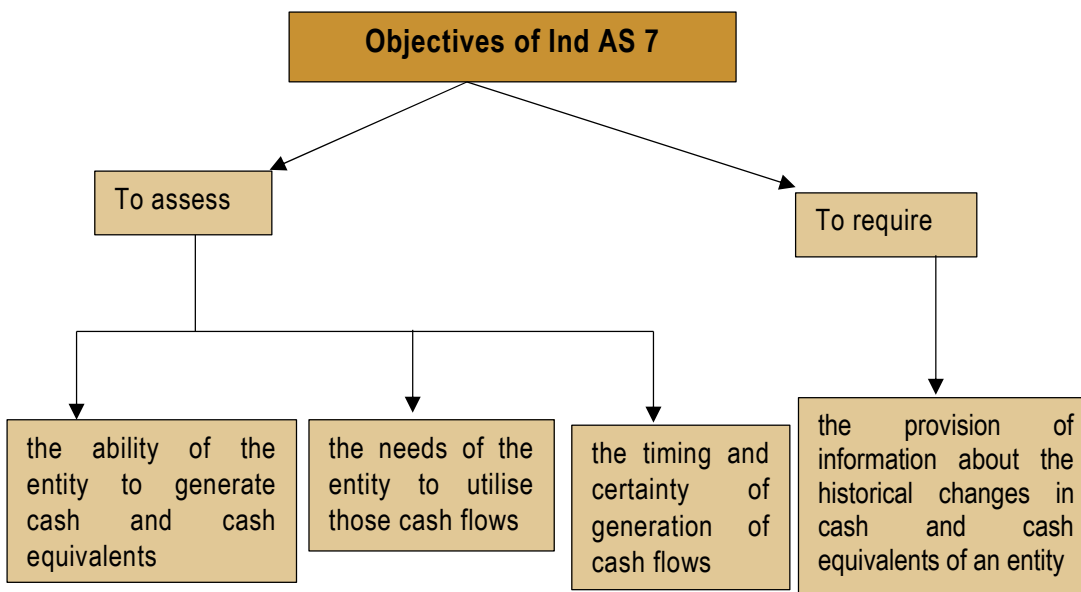 Objectives of Ind AS 7
To assess
To require
the ability of the
entity to generate
cash and cash
equivalents
the needs of the
entity to utilise
those cash flows
the timing and
certainty of
generation of
cash flows
the provision of
information about the
historical changes in
cash and cash
equivalents of an entity